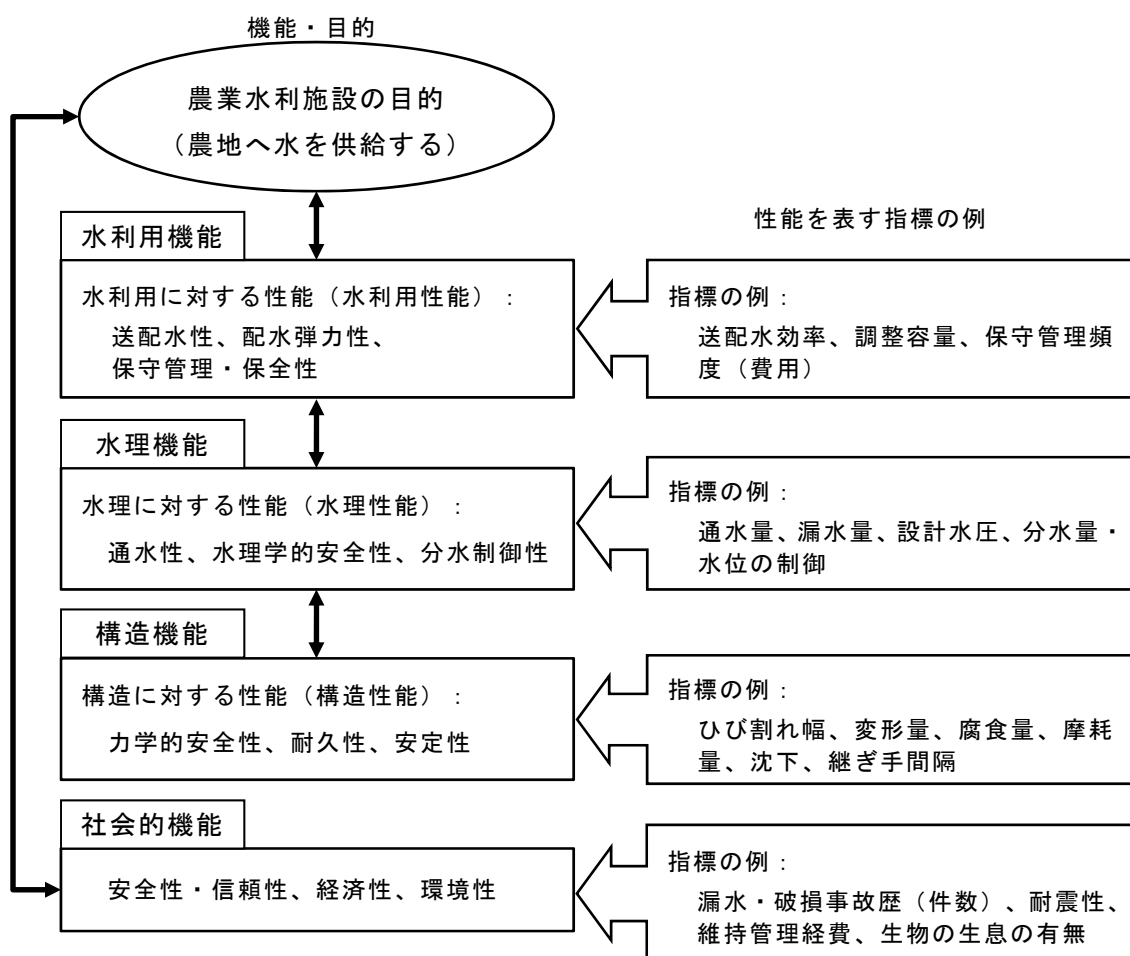 機能・目的
農業水利施設の目的
（農地へ水を供給する）
性能を表す指標の例
水利用機能
水利用に対する性能（水利用性能）：
送配水性、配水弾力性、
保守管理・保全性
指標の例：
送配水効率、調整容量、保守管理頻
度（費用）
水理機能
水理に対する性能（水理性能）：
通水性、水理学的安全性、分水制御性
指標の例：
通水量、漏水量、設計水圧、分水量・
水位の制御
構造機能
構造に対する性能（構造性能）：
力学的安全性、耐久性、安定性
指標の例：
ひび割れ幅、変形量、腐食量、摩耗
量、沈下、継ぎ手間隔
社会的機能
安全性・信頼性、経済性、環境性
指標の例：
漏水・破損事故歴（件数）、耐震性、
維持管理経費、生物の生息の有無